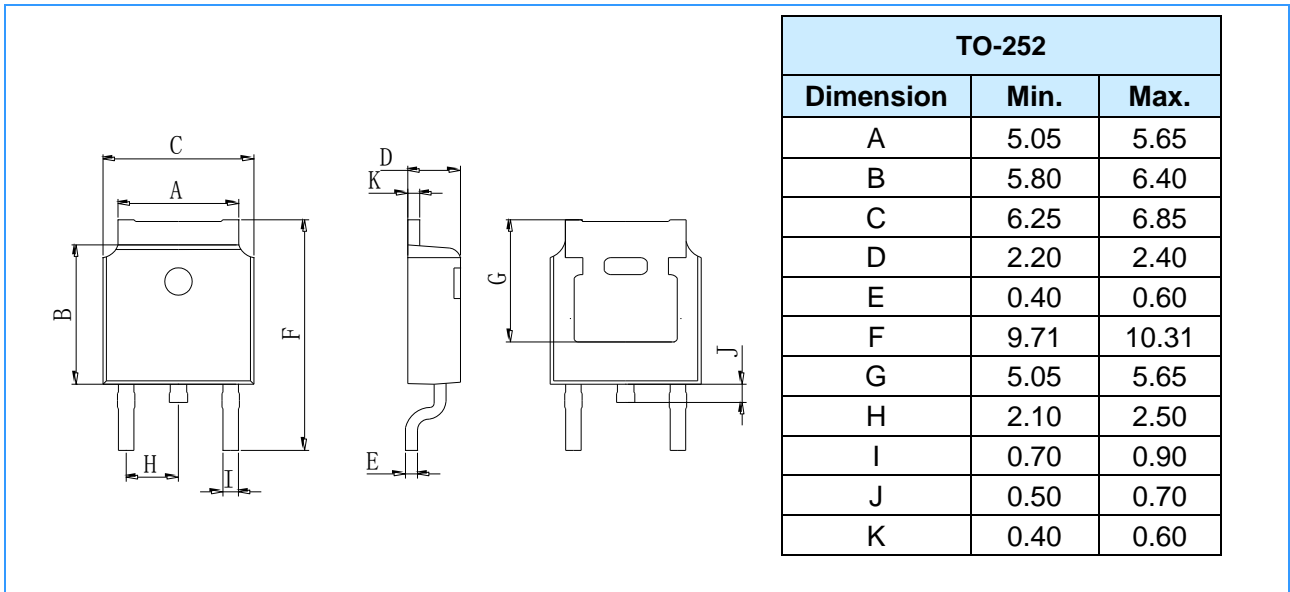 C
A
B
F
H
I
D
K
E
G
J
TO-252
Dimension Min. Max.
A 5.05 5.65
B 5.80 6.40
C 6.25 6.85
D 2.20 2.40
E 0.40 0.60
F 9.71 10.31
G 5.05 5.65
H 2.10 2.50
I 0.70 0.90
J 0.50 0.70
K 0.40 0.60